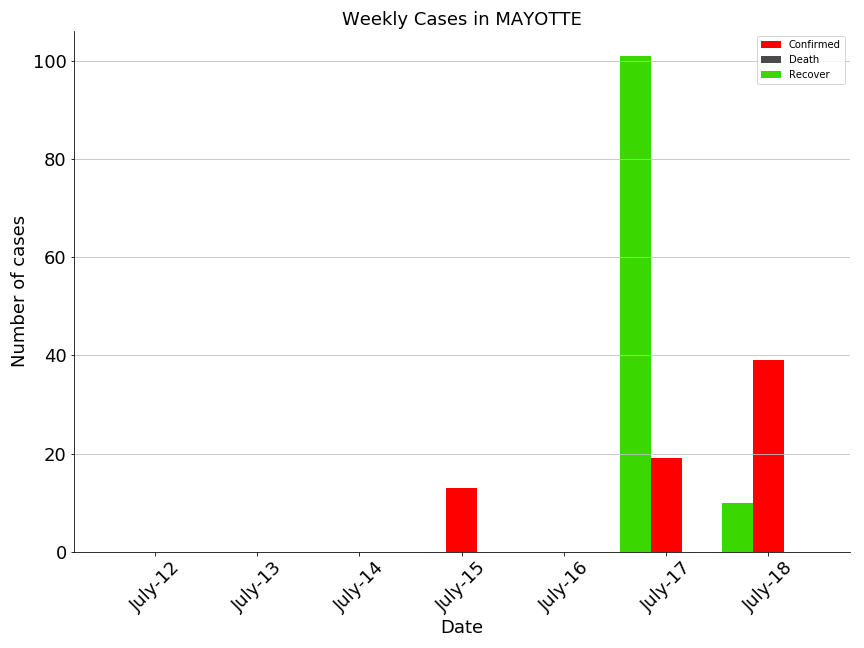 Weekly Cases in MAYOTTE
Confirmed
Death
Recover
100
80
60
40
20
0
Number of cases
July-12
July-13
July-14
July-15
July-16
July-17
July-18
Date